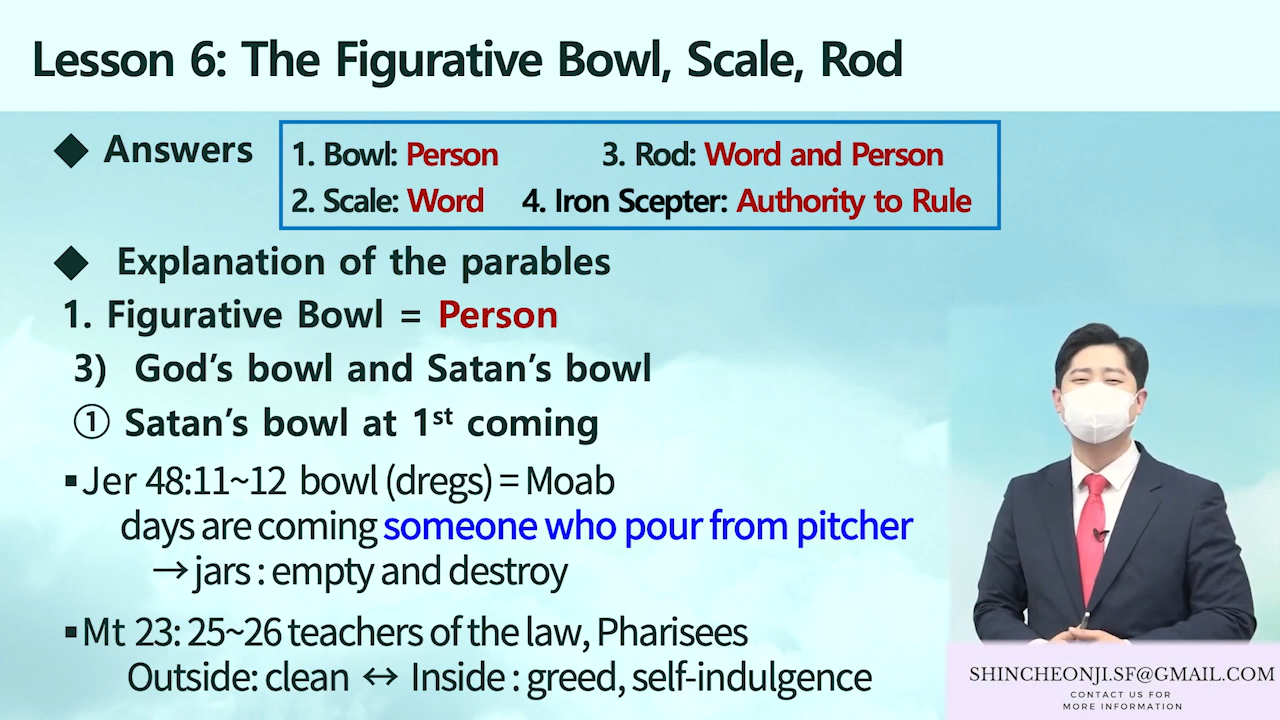 Lesson 6: The Figurative Bowl, Scale, Rod
◆ Answers
1. Bowl: Person 3. Rod: Word and Person
2. Scale: Word 4. Iron Scepter: Authority to Rule
◆ Explanation of the parables
1. Figurative Bowl = Person
3) God's bowl and Satan's bowl
① Satan's bowl at 1st coming
▪Jer 48:11~12 bowl (dregs) = Moab
days are coming someone who pour from pitcher
→ jars : empty and destroy
▪Mt 23: 25~26 teachers of the law, Pharisees
Outside: clean ↔ Inside : greed, self-indulgence
SHINCHEONJI.SF@GMAIL.COM
CONTACT US FOR
MORE INFORMATION